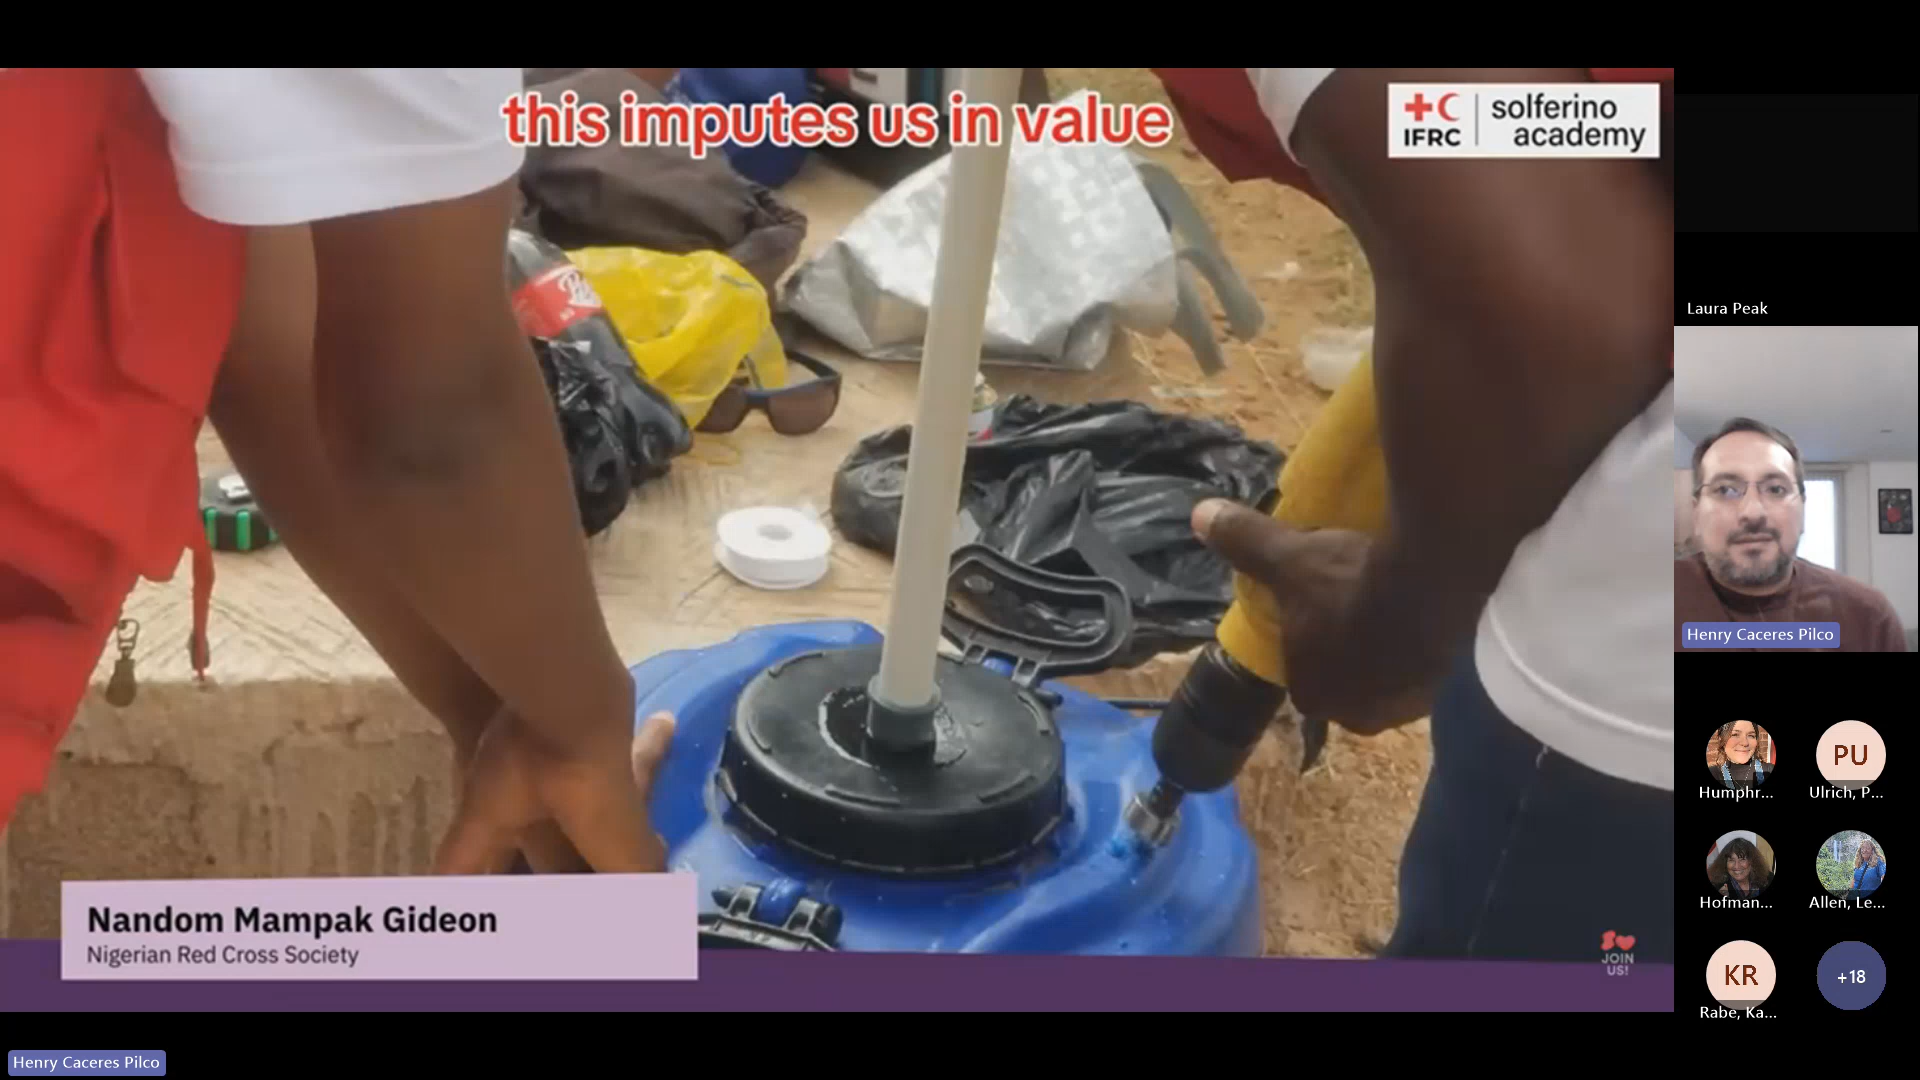 this imputes us in value
IFRC
solferino
academy
Nandom Mampak Gideon
Nigerian Red Cross Society
JOIN
US!
Laura Peak
Henry Caceres Pilco
Humphr...
PU
Ulrich, P...
Hofman...
Allen, Le...
KR
Rabe, Ka...
+18
Henry Caceres Pilco